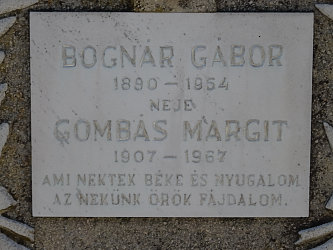 BOGNÁR GÁBOR
1890 – 1954
NEJE
GOMBÁS MARGIT
1907 – 1967
AMI NEKTEK BÉKE ÉS NYUGALOM
AZ NEKÜNK ÖRÖK FÁJDALOM.